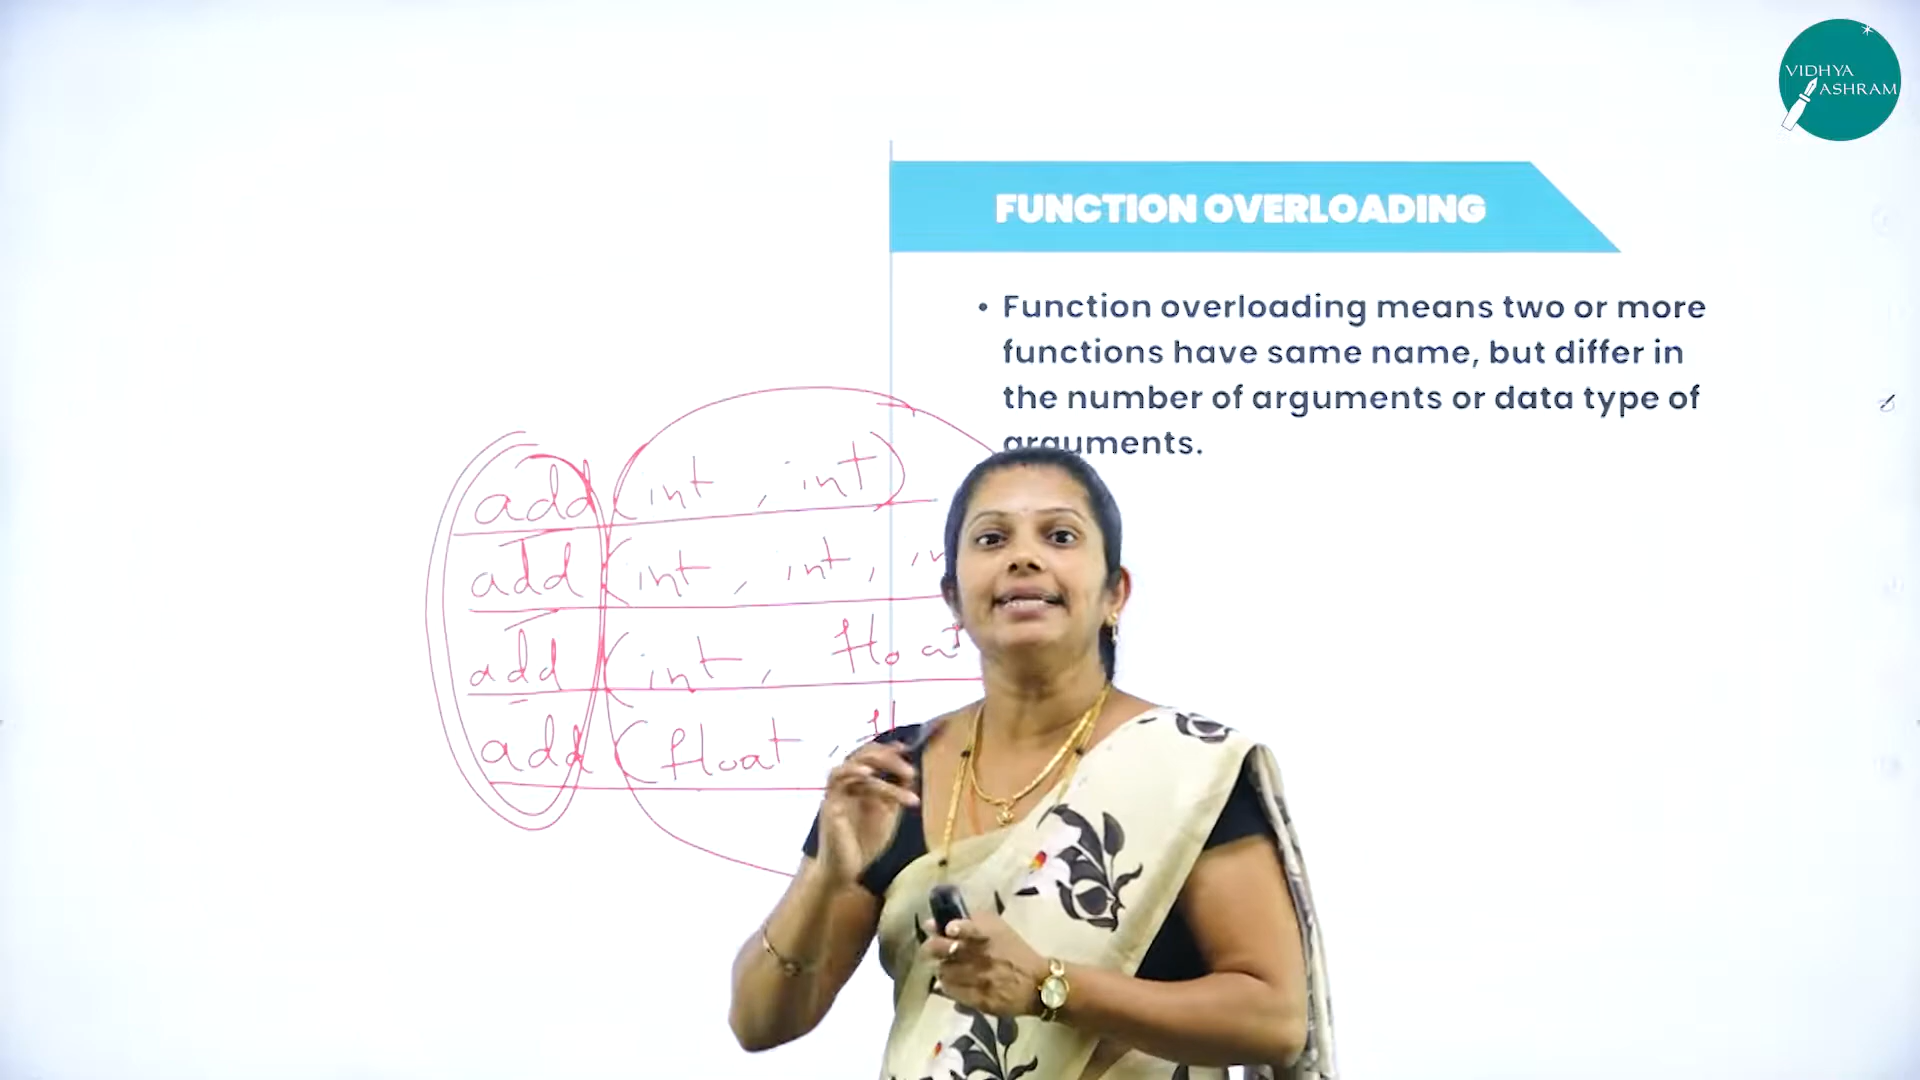 VIDHYA
ASHRAM
FUNCTION OVERLOADING
• Function overloading means two or more
functions have same name, but differ in
the number of arguments or data type of
arguments.
add (int , int)
add (int , int ,
add (int , float
add (float ,